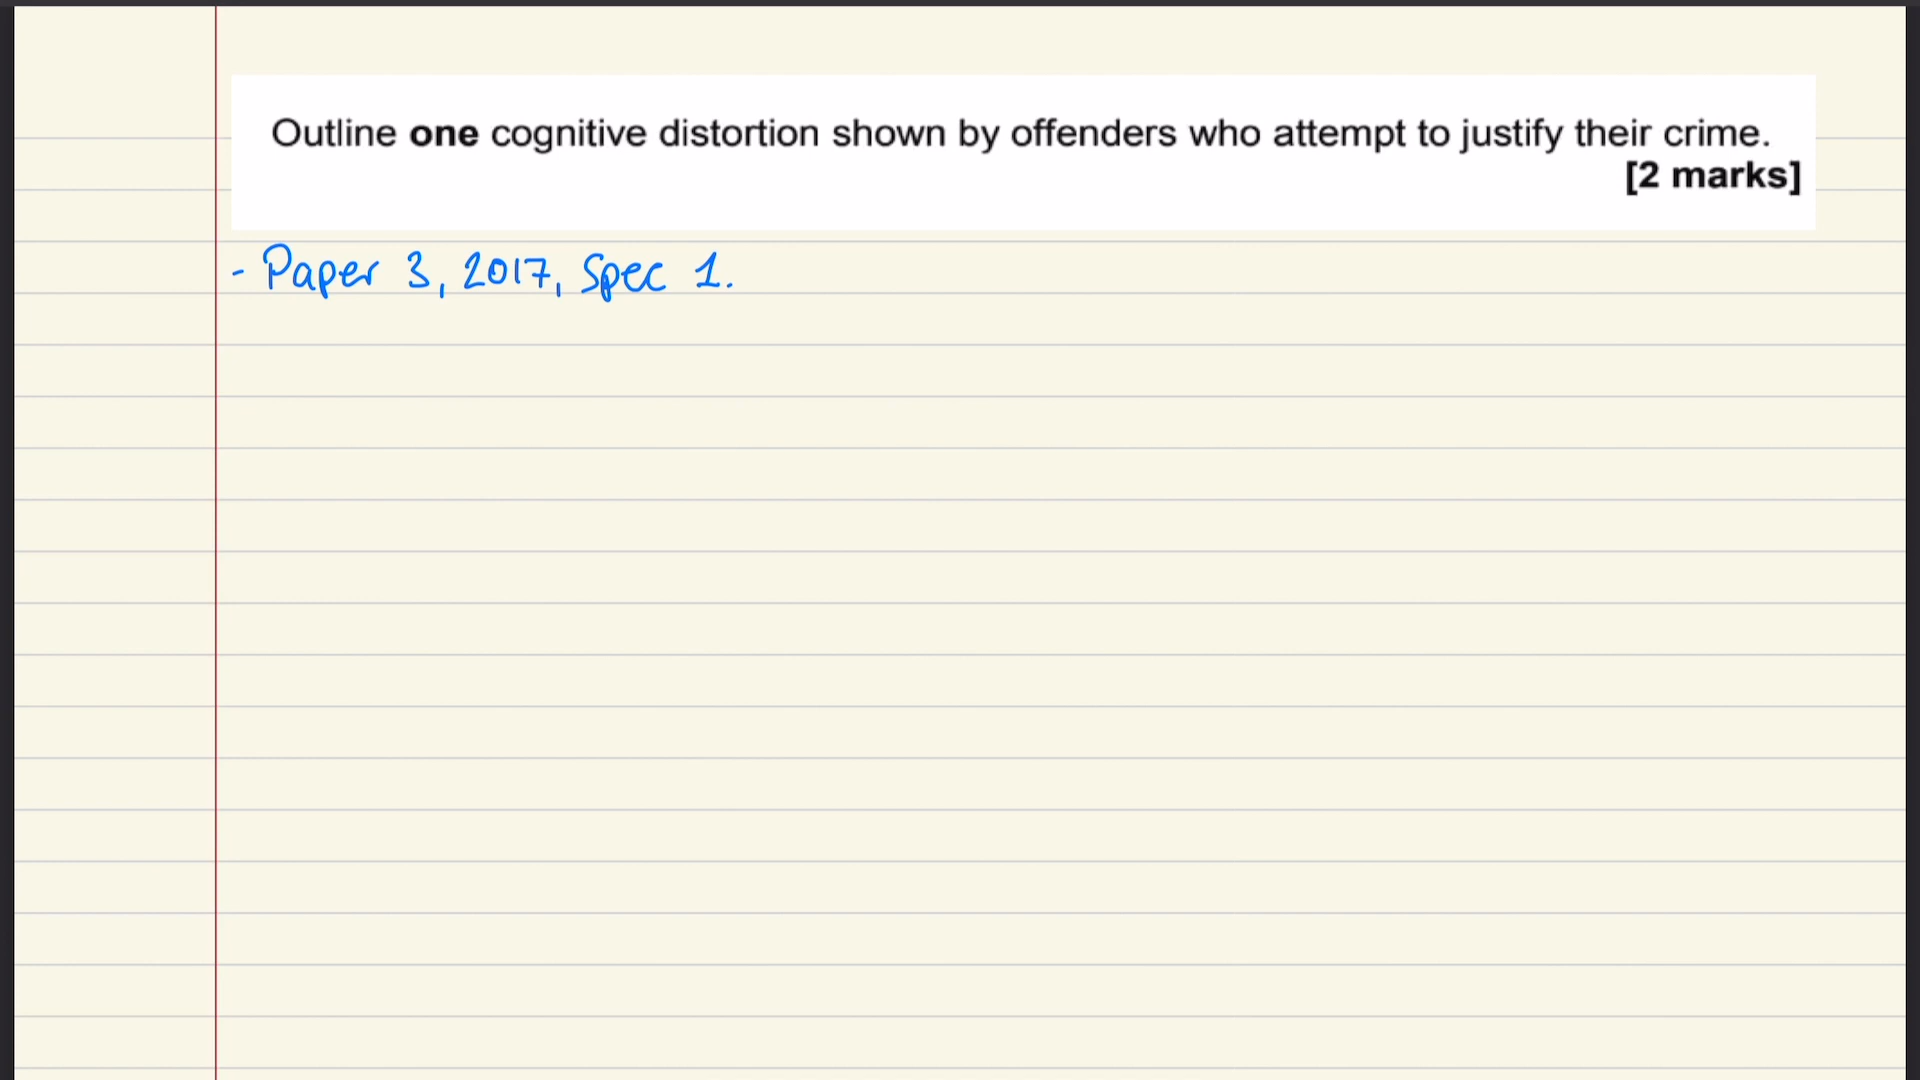 Outline one cognitive distortion shown by offenders who attempt to justify their crime.
[2 marks]
- Paper 3, 2017, Spec 1.